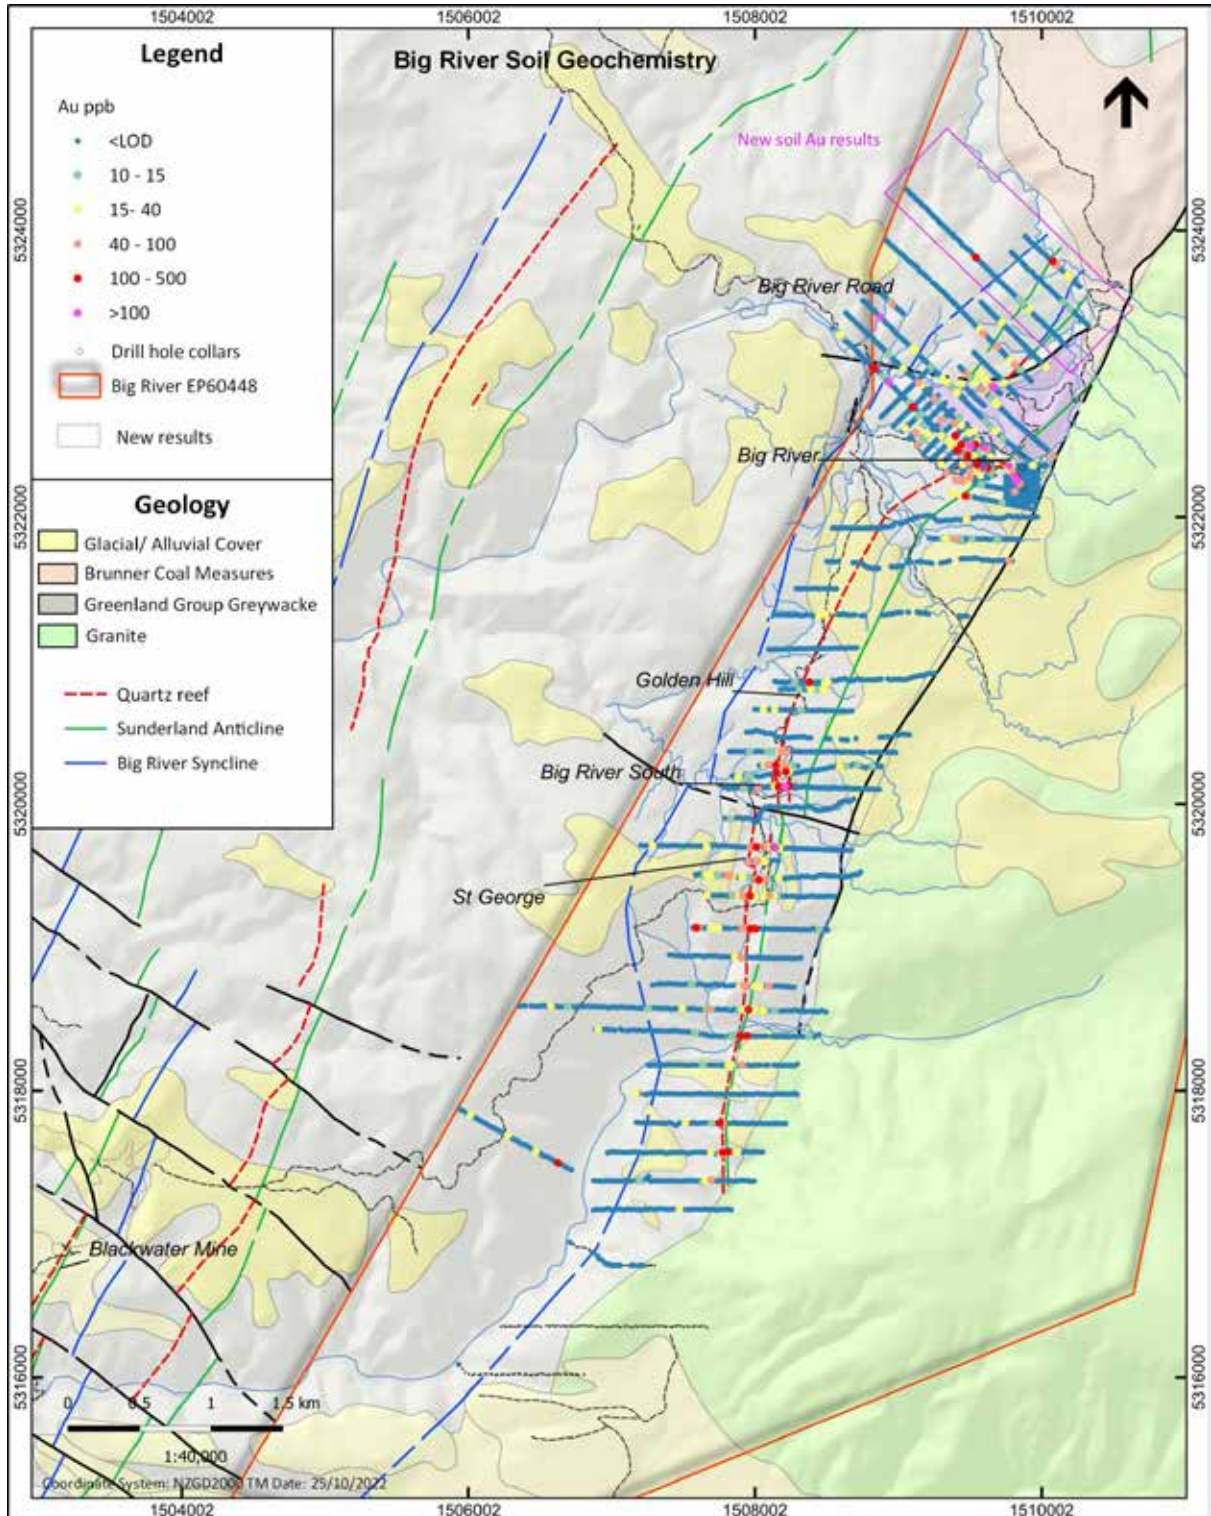 1504002
1506002
1508002
1510002
Legend
Au ppb
<LOD
10 - 15
15- 40
40 - 100
100 - 500
>100
Drill hole collars
Big River EP60448
New results
Geology
Glacial/ Alluvial Cover
Brunner Coal Measures
Greenland Group Greywacke
Granite
Quartz reef
Sunderland Anticline
Big River Syncline
Big River Soil Geochemistry
New soil Au results
Big River Road
Big River
Golden Hill
Big River South
St George
Blackwater Mine
5324000
5322000
5320000
5318000
5316000
5324000
5322000
5320000
5318000
5316000
0 0.5 1 1.5 km
1:40,000
Coordinate System: NZGD2000 TM Date: 25/10/2022
1504002
1506002
1508002
1510002